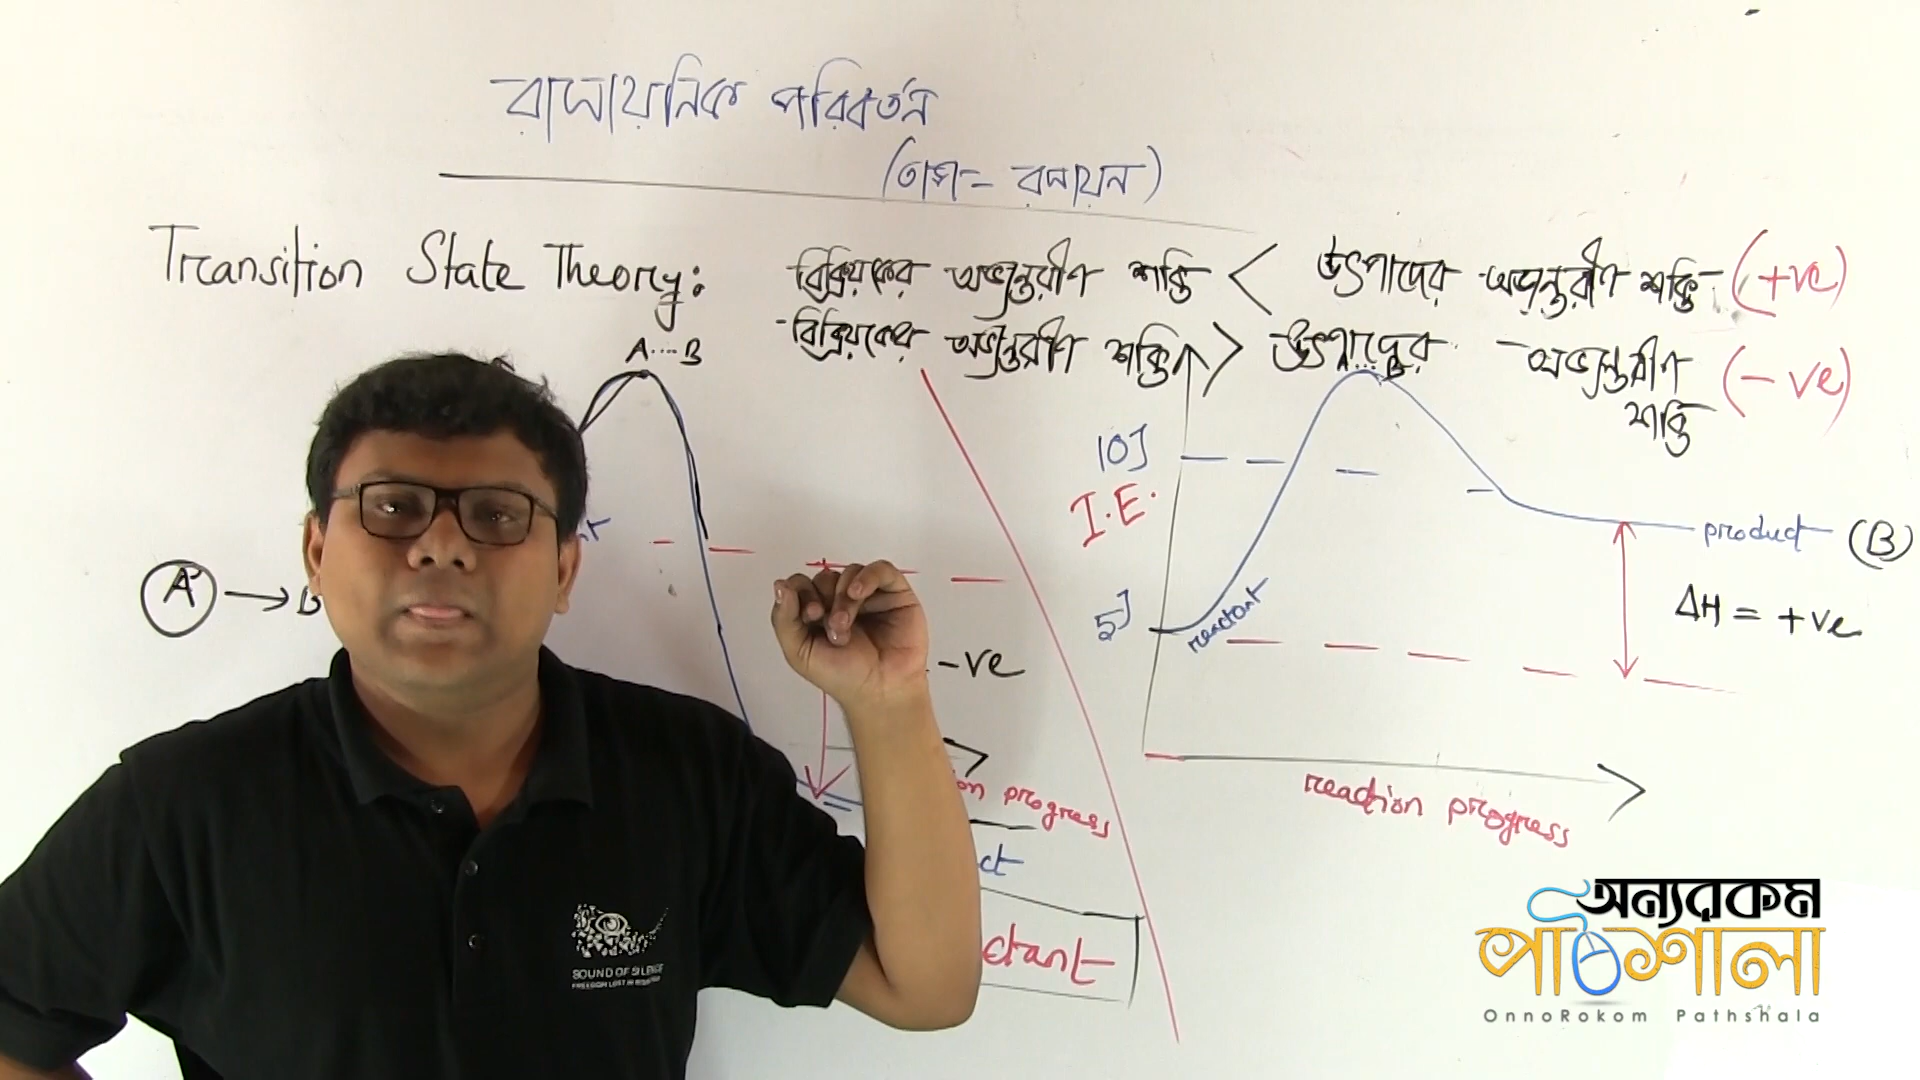 রাসায়নিক পরিবর্তন
(তাপ - রসায়ন)
Transition State Theory:
বিক্রিয়কের অভ্যন্তরীণ শক্তি < উৎপাদের অভ্যন্তরীণ শক্তি (+ve)
বিক্রিয়কের অভ্যন্তরীণ শক্তি > উৎপাদের অভ্যন্তরীণ শক্তি (-ve)
A....B
A → B
-ve
progress
10J
I.E.
5J
reactant
product (B)
ΔH = +ve
reaction progress
SOUND OF SILENCE
অন্যরকম
পাঠশালা
OnnoRokom Pathshala